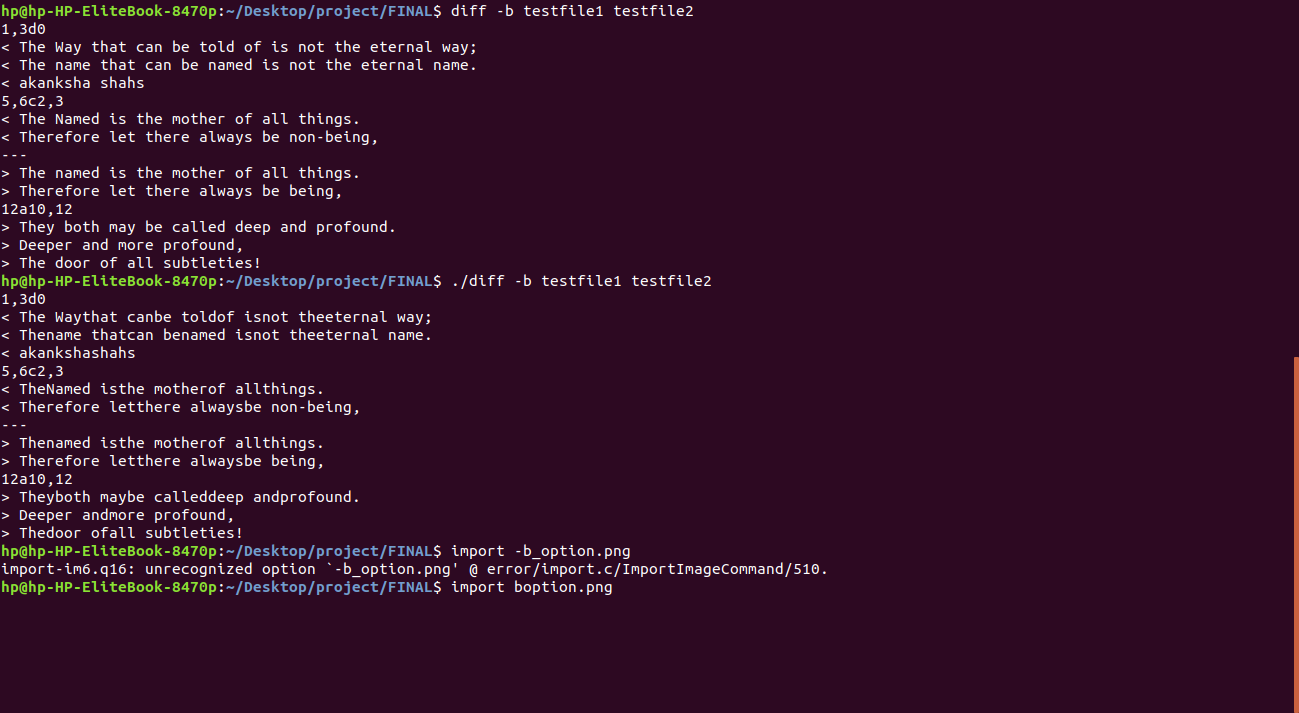 hp@hp-HP-EliteBook-8470p:~/Desktop/project/FINAL$ diff -b testfile1 testfile2
1,3d0
< The Way that can be told of is not the eternal way;
< The name that can be named is not the eternal name.
< akanksha shahs
5,6c2,3
< The Named is the mother of all things.
< Therefore let there always be non-being,
---
> The named is the mother of all things.
> Therefore let there always be being,
12a10,12
> They both may be called deep and profound.
> Deeper and more profound,
> The door of all subtleties!
hp@hp-HP-EliteBook-8470p:~/Desktop/project/FINAL$ ./diff -b testfile1 testfile2
1,3d0
< The Waythat canbe toldof isnot theeternal way;
< Thename thatcan benamed isnot theeternal name.
< akankshashahs
5,6c2,3
< TheNamed isthe motherof allthings.
< Therefore letthere alwaysbe non-being,
---
> Thenamed isthe motherof allthings.
> Therefore letthere alwaysbe being,
12a10,12
> Theyboth maybe calleddeep andprofound.
> Deeper andmore profound,
> Thedoor ofall subtleties!
hp@hp-HP-EliteBook-8470p:~/Desktop/project/FINAL$ import -b_option.png
import-im6.q16: unrecognized option `-b_option.png' @ error/import.c/ImportImageCommand/510.
hp@hp-HP-EliteBook-8470p:~/Desktop/project/FINAL$ import boption.png